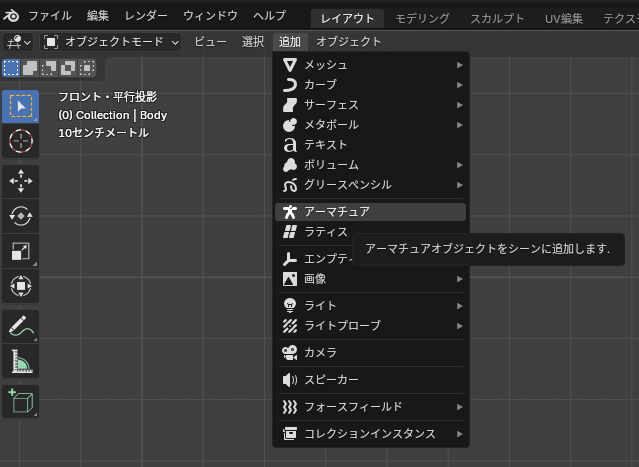 ファイル 編集 レンダー ウィンドウ ヘルプ レイアウト モデリング スカルプト UV編集
オブジェクトモード ビュー 選択 追加 オブジェクト
フロント・平行投影
(0) Collection | Body
10センチメートル
メッシュ
カーブ
サーフェス
メタボール
テキスト
ボリューム
グリースペンシル
アーマチュア
ラティス
アーマチュアオブジェクトをシーンに追加します.
エンプティ
画像
ライト
ライトプローブ
カメラ
スピーカー
フォースフィールド
コレクションインスタンス